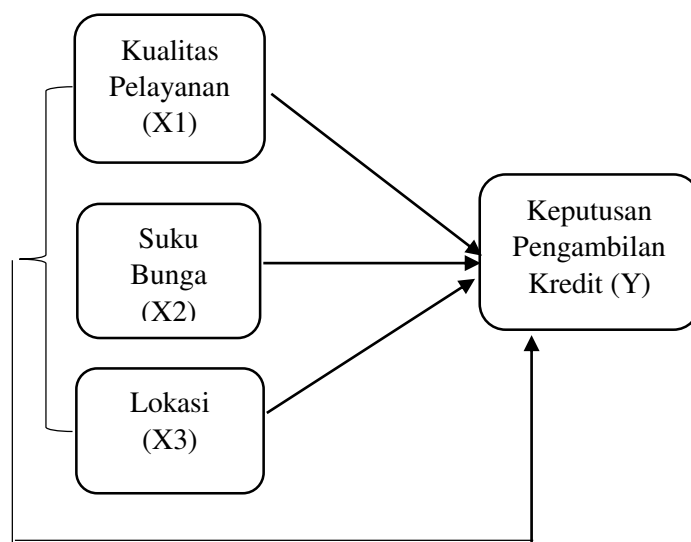 Kualitas
Pelayanan
(X1)
Suku
Bunga
(X2)
Lokasi
(X3)
Keputusan
Pengambilan
Kredit (Y)